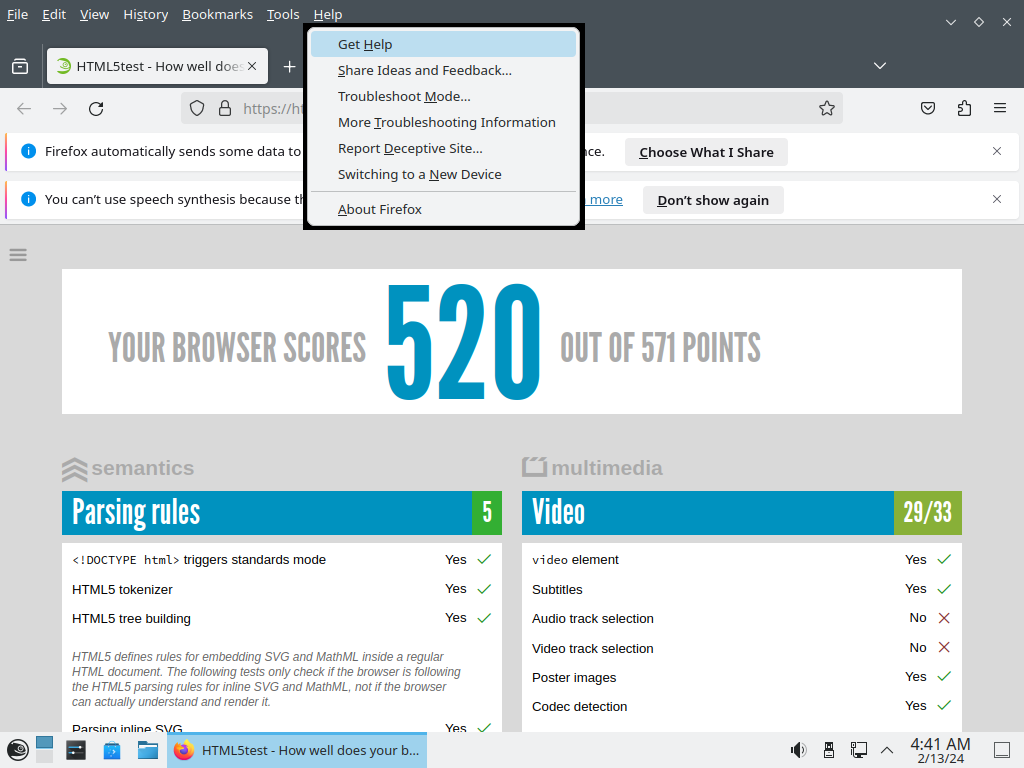 File Edit View History Bookmarks Tools Help
Get Help
Share Ideas and Feedback...
Troubleshoot Mode...
More Troubleshooting Information
Report Deceptive Site...
Switching to a New Device
About Firefox
HTML5test - How well does
https://ht
Firefox automatically sends some data to
nce.
Choose What I Share
You can't use speech synthesis because th
more
Don't show again
YOUR BROWSER SCORES 520 OUT OF 571 POINTS
semantics
Parsing rules 5
<!DOCTYPE html> triggers standards mode Yes
HTML5 tokenizer Yes
HTML5 tree building Yes
HTML5 defines rules for embedding SVG and MathML inside a regular
HTML document. The following tests only check if the browser is following
the HTML5 parsing rules for inline SVG and MathML, not if the browser
can actually understand and render it.
Parsing inline SVG Yes
multimedia
Video 29/33
video element Yes
Subtitles Yes
Audio track selection No
Video track selection No
Poster images Yes
Codec detection Yes
HTML5test - How well does your b...
4:41 AM
2/13/24